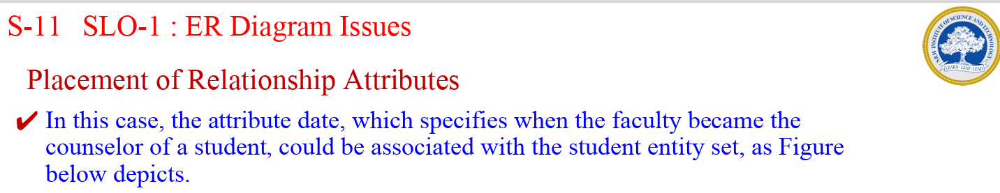 S-11 SLO-1 : ER Diagram Issues
SRM INSTITUTE OF SCIENCE AND TECHNOLOGY
LEARN - LEAP - LEAD
Placement of Relationship Attributes
✔ In this case, the attribute date, which specifies when the faculty became the
counselor of a student, could be associated with the student entity set, as Figure
below depicts.